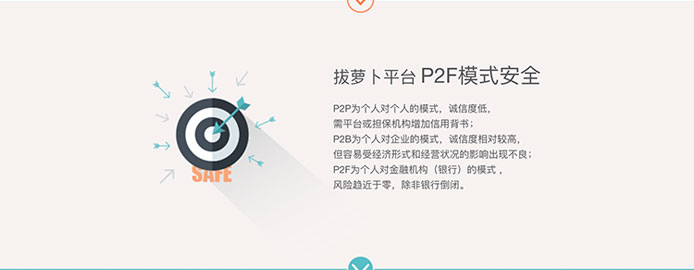 拔萝卜平台 P2F模式安全
P2P为个人对个人的模式，诚信度低，
需平台或担保机构增加信用背书；
P2B为个人对企业的模式，诚信度相对较高，
但容易受经济形式和经营状况的影响出现不良；
P2F为个人对金融机构（银行）的模式，
风险趋近于零，除非银行倒闭。
SAFE